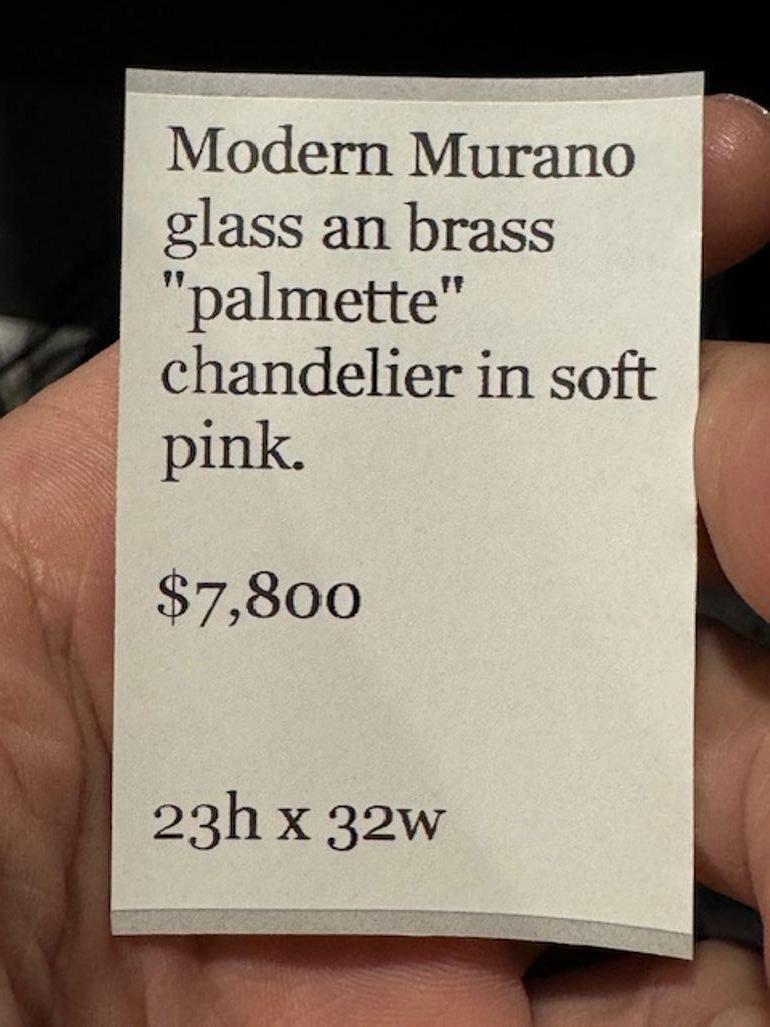 Modern Murano
glass an brass
"palmette"
chandelier in soft
pink.
$7,800
23h x 32w